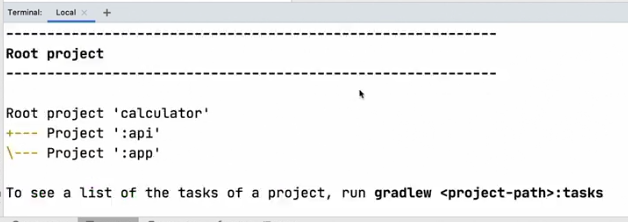 Terminal: Local × +
------------------------------------------------------------
Root project
------------------------------------------------------------
Root project 'calculator'
+--- Project ':api'
\--- Project ':app'
To see a list of the tasks of a project, run gradlew <project-path>:tasks